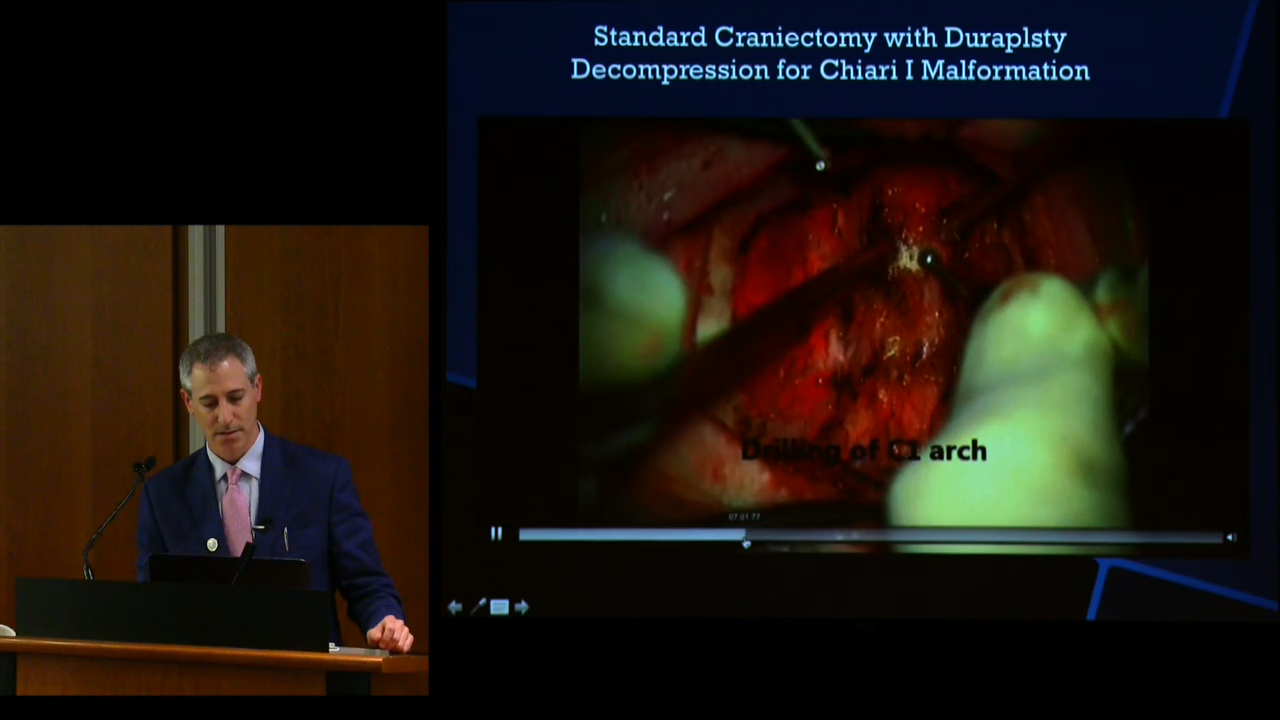 Standard Craniectomy with Duraplsty
Decompression for Chiari I Malformation
Drilling of C1 arch